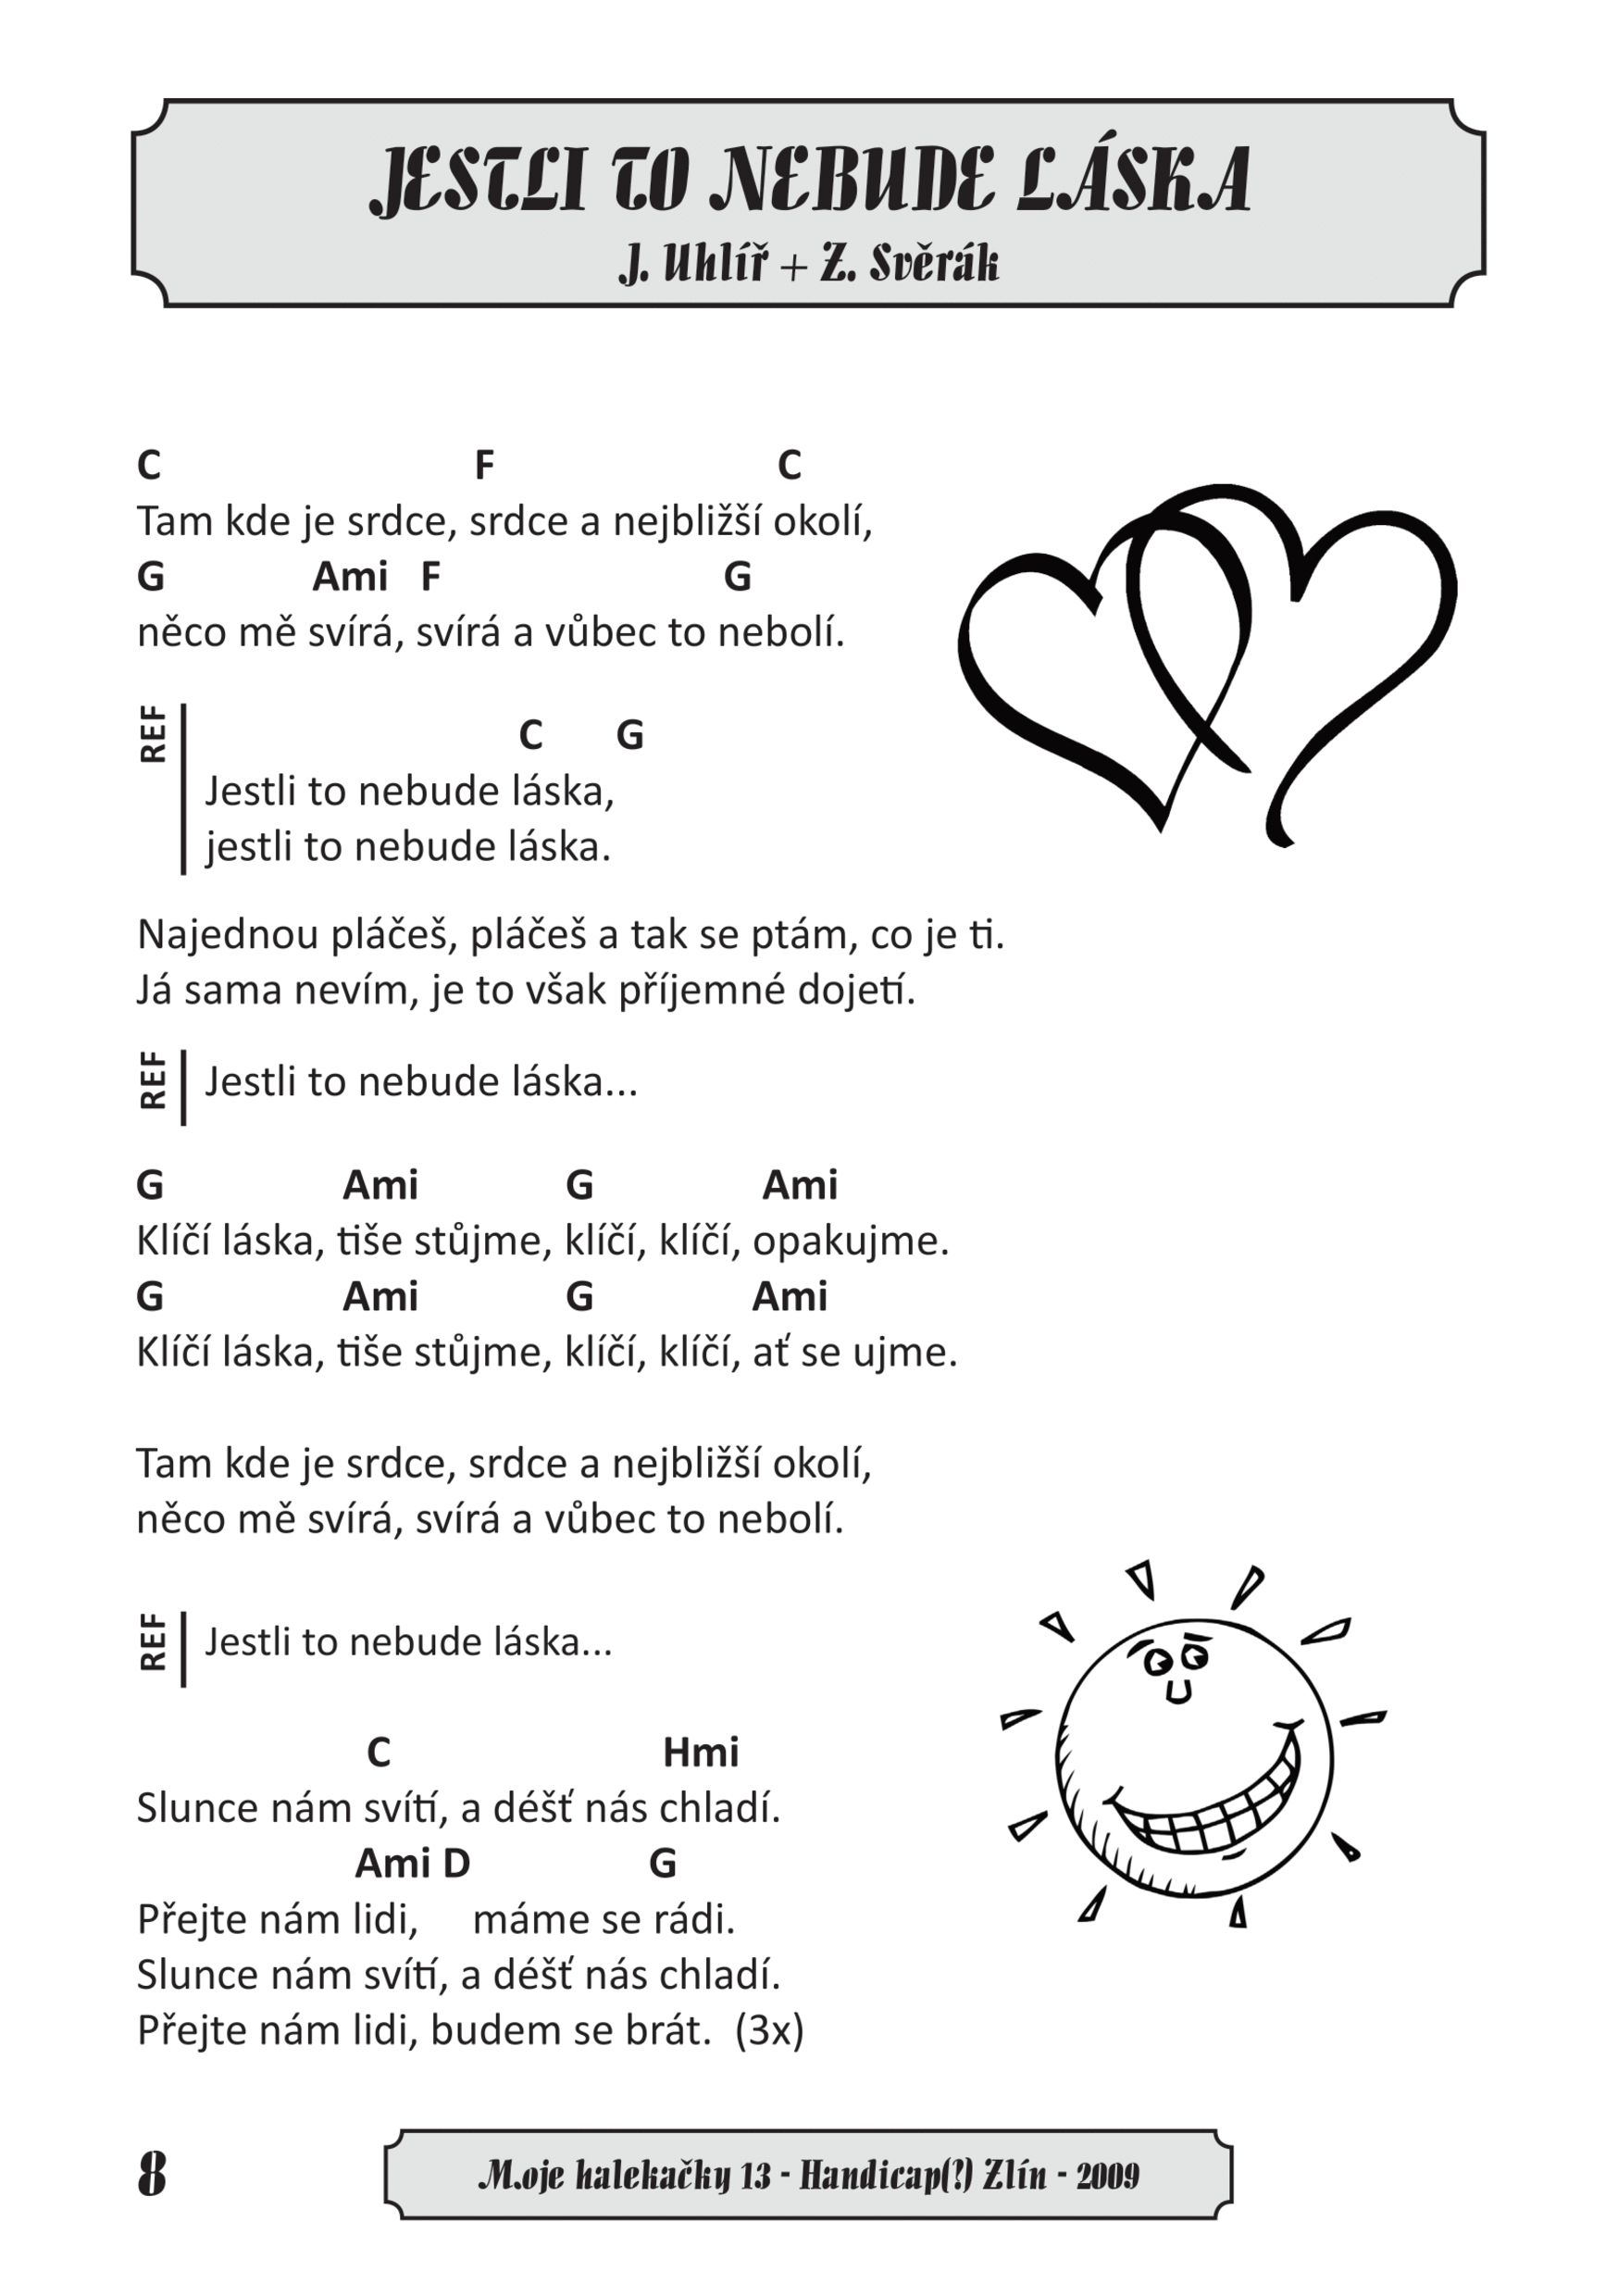 JESTLI TO NEBUDE LÁSKA
J. Uhlíř + Z. Svěrák
C F C
Tam kde je srdce, srdce a nejbližší okolí,
G Ami F G
něco mě svírá, svírá a vůbec to nebolí.
REF
C G
Jestli to nebude láska,
jestli to nebude láska.
Najednou pláčeš, pláčeš a tak se ptám, co je ti.
Já sama nevím, je to však příjemné dojetí.
REF
Jestli to nebude láska...
G Ami G Ami
Klíčí láska, tiše stůjme, klíčí, klíčí, opakujme.
G Ami G Ami
Klíčí láska, tiše stůjme, klíčí, klíčí, ať se ujme.
Tam kde je srdce, srdce a nejbližší okolí,
něco mě svírá, svírá a vůbec to nebolí.
REF
Jestli to nebude láska...
C Hmi
Slunce nám svítí, a déšť nás chladí.
Ami D G
Přejte nám lidi, máme se rádi.
Slunce nám svítí, a déšť nás chladí.
Přejte nám lidi, budem se brát. (3x)
8
M.oje halekačky 13 - Handicap(?) Zlín - 2009